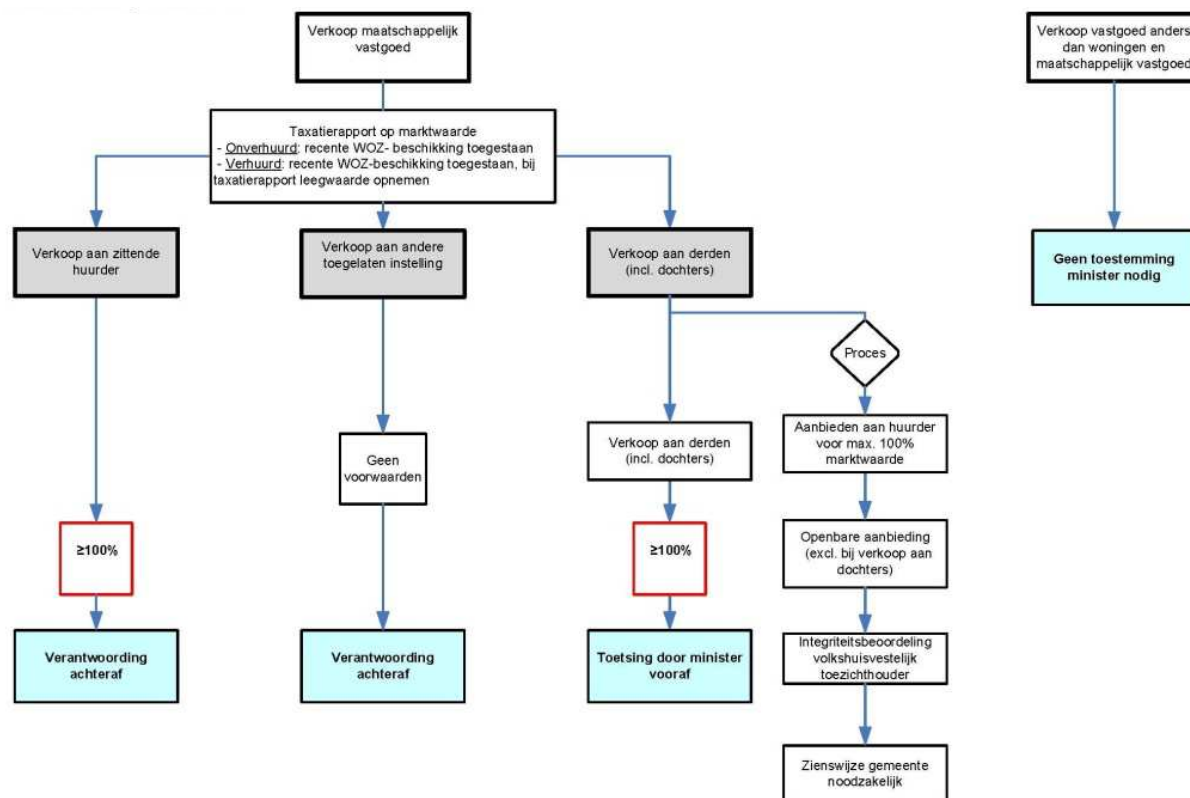 Verkoop maatschappelijk
vastgoed
Verkoop vastgoed anders
dan woningen en
maatschappelijk vastgoed
Taxatierapport op marktwaarde
- Onverhuurd: recente WOZ- beschikking toegestaan
- Verhuurd: recente WOZ-beschikking toegestaan, bij
taxatierapport leegwaarde opnemen
Verkoop aan zittende
huurder
Verkoop aan andere
toegelaten instelling
Verkoop aan derden
(incl. dochters)
Geen toestemming
minister nodig
Proces
Verkoop aan derden
(incl. dochters)
Aanbieden aan huurder
voor max. 100%
marktwaarde
Geen
voorwaarden
≥100%
≥100%
Openbare aanbieding
(excl. bij verkoop aan
dochters)
Verantwoording
achteraf
Verantwoording
achteraf
Toetsing door minister
vooraf
Integriteitsbeoordeling
volkshuisvestelijk
toezichthouder
Zienswijze gemeente
noodzakelijk